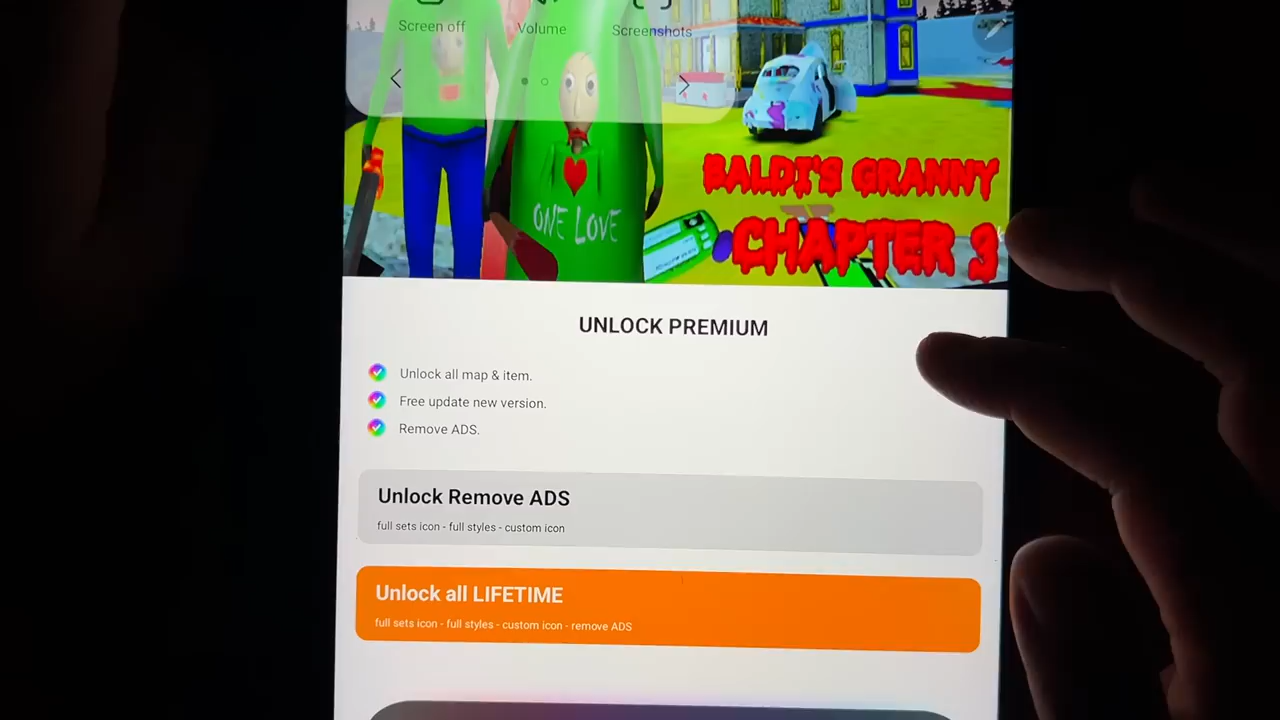 Screen off
Volume
Screenshots
BALDI'S GRANNY
CHAPTER 3
ONE LOVE
UNLOCK PREMIUM
Unlock all map & item.
Free update new version.
Remove ADS.
Unlock Remove ADS
full sets icon - full styles - custom icon
Unlock all LIFETIME
full sets icon - full styles - custom icon - remove ADS